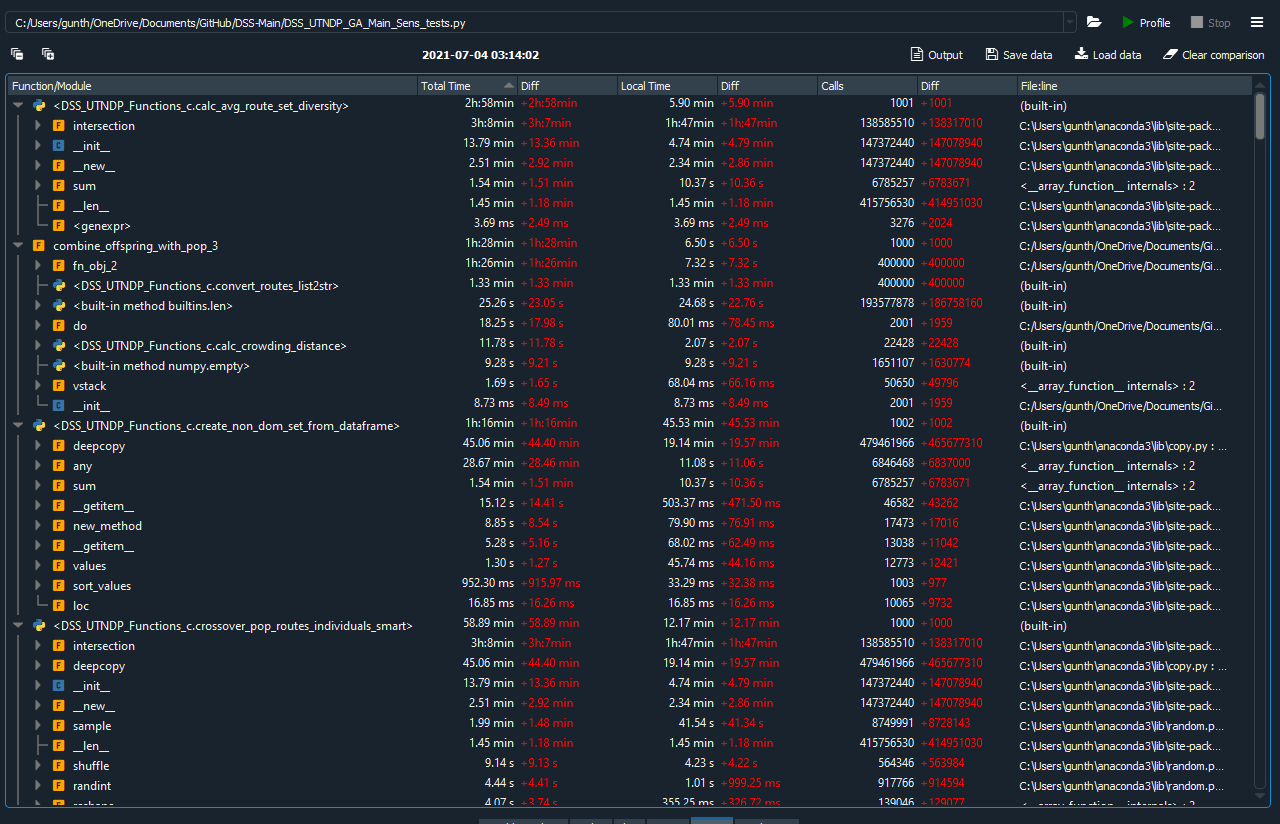 C:/Users/gunth/OneDrive/Documents/GitHub/DSS-Main/DSS_UTNDP_GA_Main_Sens_tests.py Profile Stop
2021-07-04 03:14:02 Output Save data Load data Clear comparison
Function/Module Total Time Diff Local Time Diff Calls Diff File:line
<DSS_UTNDP_Functions_c.calc_avg_route_set_diversity> 2h:58min +2h:58min 5.90 min +5.90 min 1001 +1001 (built-in)
intersection 3h:8min +3h:7min 1h:47min +1h:47min 138585510 +138317010 C:\Users\gunth\anaconda3\lib\site-pack...
__init__ 13.79 min +13.36 min 4.74 min +4.79 min 147372440 +147078940 C:\Users\gunth\anaconda3\lib\site-pack...
__new__ 2.51 min +2.92 min 2.34 min +2.86 min 147372440 +147078940 C:\Users\gunth\anaconda3\lib\site-pack...
sum 1.54 min +1.51 min 10.37 s +10.36 s 6785257 +6783671 <__array_function__ internals> : 2
__len__ 1.45 min +1.18 min 1.45 min +1.18 min 415756530 +414951030 C:\Users\gunth\anaconda3\lib\site-pack...
<genexpr> 3.69 ms +2.49 ms 3.69 ms +2.49 ms 3276 +2024 C:\Users\gunth\anaconda3\lib\site-pack...
combine_offspring_with_pop_3 1h:28min +1h:28min 6.50 s +6.50 s 1000 +1000 C:/Users/gunth/OneDrive/Documents/Gi...
fn_obj_2 1h:26min +1h:26min 7.32 s +7.32 s 400000 +400000 C:/Users/gunth/OneDrive/Documents/Gi...
<DSS_UTNDP_Functions_c.convert_routes_list2str> 1.33 min +1.33 min 1.33 min +1.33 min 400000 +400000 (built-in)
<built-in method builtins.len> 25.26 s +23.05 s 24.68 s +22.76 s 193577878 +186758160 (built-in)
do 18.25 s +17.98 s 80.01 ms +78.45 ms 2001 +1959 C:/Users/gunth/OneDrive/Documents/Gi...
<DSS_UTNDP_Functions_c.calc_crowding_distance> 11.78 s +11.78 s 2.07 s +2.07 s 22428 +22428 (built-in)
<built-in method numpy.empty> 9.28 s +9.21 s 9.28 s +9.21 s 1651107 +1630774 (built-in)
vstack 1.69 s +1.65 s 68.04 ms +66.16 ms 50650 +49796 <__array_function__ internals> : 2
__init__ 8.73 ms +8.49 ms 8.73 ms +8.49 ms 2001 +1959 C:/Users/gunth/OneDrive/Documents/Gi...
<DSS_UTNDP_Functions_c.create_non_dom_set_from_dataframe> 1h:16min +1h:16min 45.53 min +45.53 min 1002 +1002 (built-in)
deepcopy 45.06 min +44.40 min 19.14 min +19.57 min 479461966 +465677310 C:\Users\gunth\anaconda3\lib\copy.py : ...
any 28.67 min +28.46 min 11.08 s +11.06 s 6846468 +6837000 <__array_function__ internals> : 2
sum 1.54 min +1.51 min 10.37 s +10.36 s 6785257 +6783671 <__array_function__ internals> : 2
__getitem__ 15.12 s +14.41 s 503.37 ms +471.50 ms 46582 +43262 C:\Users\gunth\anaconda3\lib\site-pack...
new_method 8.85 s +8.54 s 79.90 ms +76.91 ms 17473 +17016 C:\Users\gunth\anaconda3\lib\site-pack...
__getitem__ 5.28 s +5.16 s 68.02 ms +62.49 ms 13038 +11042 C:\Users\gunth\anaconda3\lib\site-pack...
values 1.30 s +1.27 s 45.74 ms +44.16 ms 12773 +12421 C:\Users\gunth\anaconda3\lib\site-pack...
sort_values 952.30 ms +915.97 ms 33.29 ms +32.38 ms 1003 +977 C:\Users\gunth\anaconda3\lib\site-pack...
loc 16.85 ms +16.26 ms 16.85 ms +16.26 ms 10065 +9732 C:\Users\gunth\anaconda3\lib\site-pack...
<DSS_UTNDP_Functions_c.crossover_pop_routes_individuals_smart> 58.89 min +58.89 min 12.17 min +12.17 min 1000 +1000 (built-in)
intersection 3h:8min +3h:7min 1h:47min +1h:47min 138585510 +138317010 C:\Users\gunth\anaconda3\lib\site-pack...
deepcopy 45.06 min +44.40 min 19.14 min +19.57 min 479461966 +465677310 C:\Users\gunth\anaconda3\lib\copy.py : ...
__init__ 13.79 min +13.36 min 4.74 min +4.79 min 147372440 +147078940 C:\Users\gunth\anaconda3\lib\site-pack...
__new__ 2.51 min +2.92 min 2.34 min +2.86 min 147372440 +147078940 C:\Users\gunth\anaconda3\lib\site-pack...
sample 1.99 min +1.48 min 41.54 s +41.34 s 8749991 +8728143 C:\Users\gunth\anaconda3\lib\random.p...
__len__ 1.45 min +1.18 min 1.45 min +1.18 min 415756530 +414951030 C:\Users\gunth\anaconda3\lib\site-pack...
shuffle 9.14 s +9.13 s 4.23 s +4.22 s 564346 +563984 C:\Users\gunth\anaconda3\lib\random.p...
randint 4.44 s +4.41 s 1.01 s +999.25 ms 917766 +914594 C:\Users\gunth\anaconda3\lib\random.p...
4.07 s +3.74 s 355.25 ms +326.72 ms 139046 +129077 <__array_function__ internals> : 2